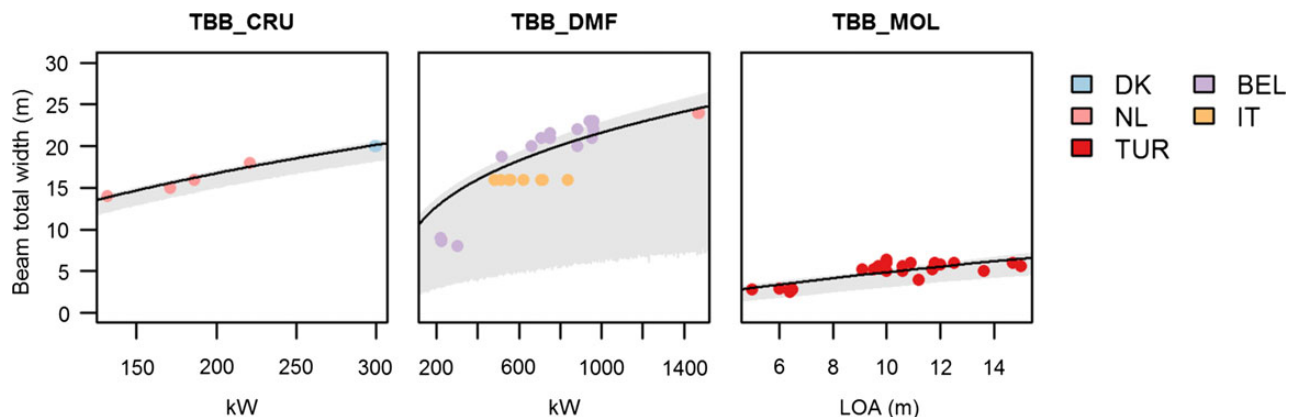 TBB_CRU TBB_DMF TBB_MOL
Beam total width (m)
30
25
20
15
10
5
0
150 200 250 300
200 600 1000 1400
6 8 10 12 14
kW kW LOA (m)
DK BEL
NL IT
TUR